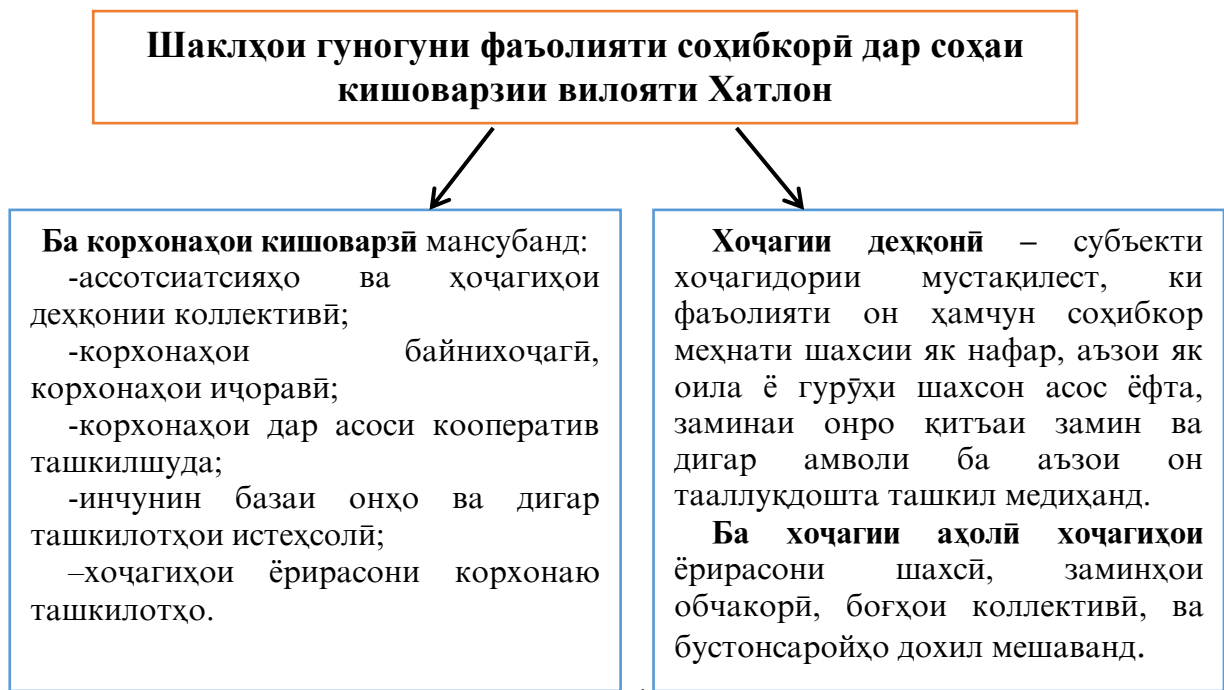 Шаклҳои гуногуни фаъолияти соҳибкорӣ дар соҳаи
кишоварзии вилояти Хатлон
Ба корхонаҳои кишоварзӣ мансубанд:
-ассотсиатсияҳо ва ҳоҷагиҳои
деҳқонии коллективӣ;
-корхонаҳои байнихоҷагӣ,
корхонаҳои иҷоравӣ;
-корхонаҳои дар асоси кооператив
ташкилшуда;
-инчунин базаи онҳо ва дигар
ташкилотҳои истеҳсолӣ;
–хоҷагиҳои ёрирасони корхонаю
ташкилотҳо.
Хоҷагии деҳқонӣ – субъекти
хоҷагидории мустақилест, ки
фаъолияти он ҳамчун соҳибкор
меҳнати шахсии як нафар, аъзои як
оила ё гурӯҳи шахсон асос ёфта,
заминаи онро қитъаи замин ва
дигар амволи ба аъзои он
тааллуқдошта ташкил медиҳанд.
Ба хоҷагии аҳолӣ хоҷагиҳои
ёрирасони шахсӣ, заминҳои
обчакорӣ, боғҳои коллективӣ, ва
бустонсаройҳо дохил мешаванд.